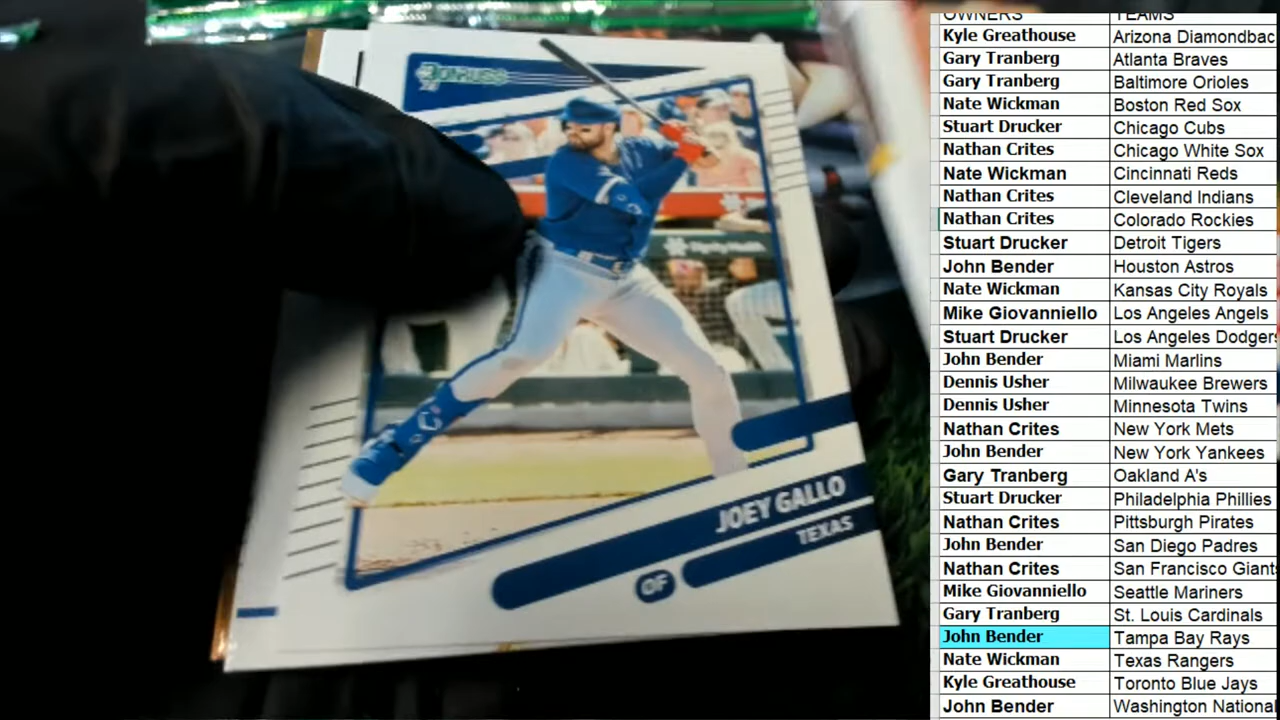 DONRUSS
Dignity Health
JOEY GALLO
TEXAS
OF
OWNERS TEAMS
Kyle Greathouse Arizona Diamondbac
Gary Tranberg Atlanta Braves
Gary Tranberg Baltimore Orioles
Nate Wickman Boston Red Sox
Stuart Drucker Chicago Cubs
Nathan Crites Chicago White Sox
Nate Wickman Cincinnati Reds
Nathan Crites Cleveland Indians
Nathan Crites Colorado Rockies
Stuart Drucker Detroit Tigers
John Bender Houston Astros
Nate Wickman Kansas City Royals
Mike Giovanniello Los Angeles Angels
Stuart Drucker Los Angeles Dodgers
John Bender Miami Marlins
Dennis Usher Milwaukee Brewers
Dennis Usher Minnesota Twins
Nathan Crites New York Mets
John Bender New York Yankees
Gary Tranberg Oakland A's
Stuart Drucker Philadelphia Phillies
Nathan Crites Pittsburgh Pirates
John Bender San Diego Padres
Nathan Crites San Francisco Giants
Mike Giovanniello Seattle Mariners
Gary Tranberg St. Louis Cardinals
John Bender Tampa Bay Rays
Nate Wickman Texas Rangers
Kyle Greathouse Toronto Blue Jays
John Bender Washington National